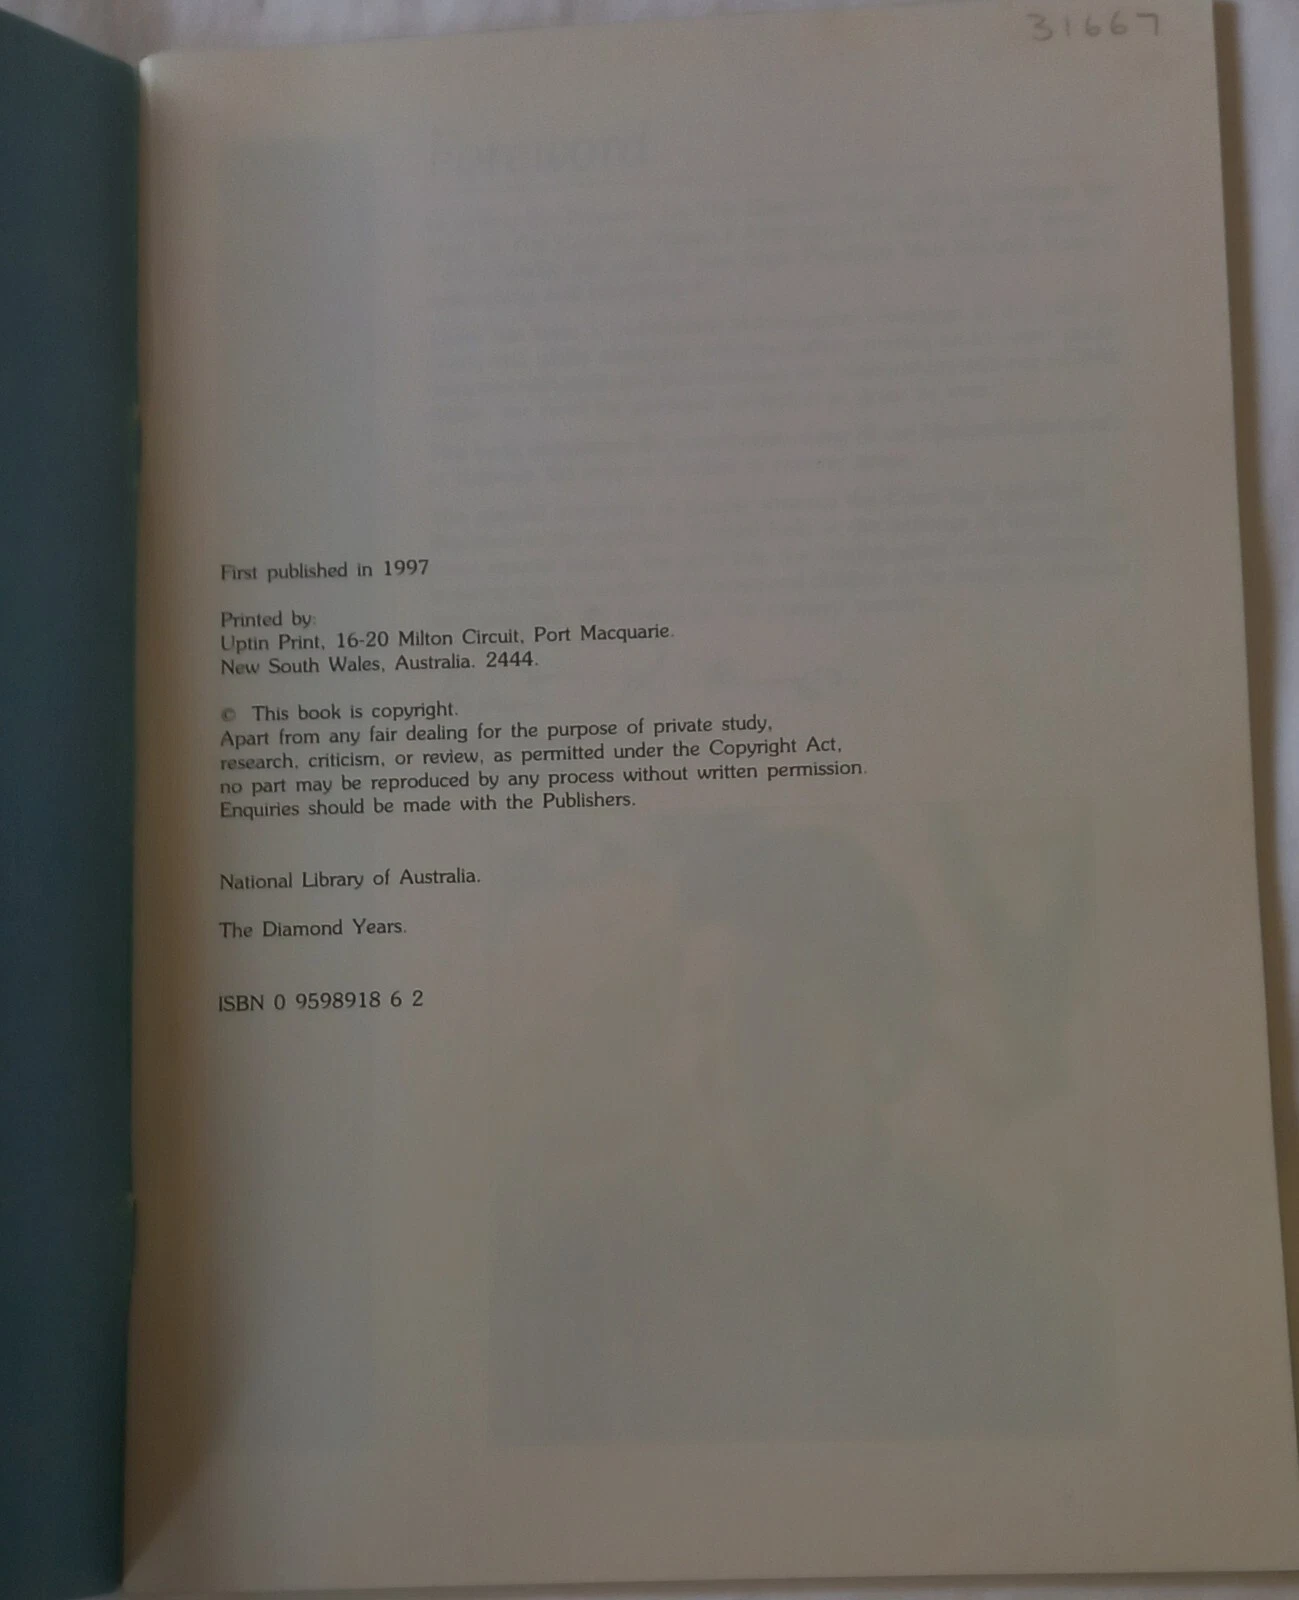 31667
First published in 1997
Printed by:
Uptin Print, 16-20 Milton Circuit, Port Macquarie.
New South Wales, Australia. 2444.
© This book is copyright.
Apart from any fair dealing for the purpose of private study,
research, criticism, or review, as permitted under the Copyright Act,
no part may be reproduced by any process without written permission.
Enquiries should be made with the Publishers.
National Library of Australia.
The Diamond Years.
ISBN 0 9598918 6 2